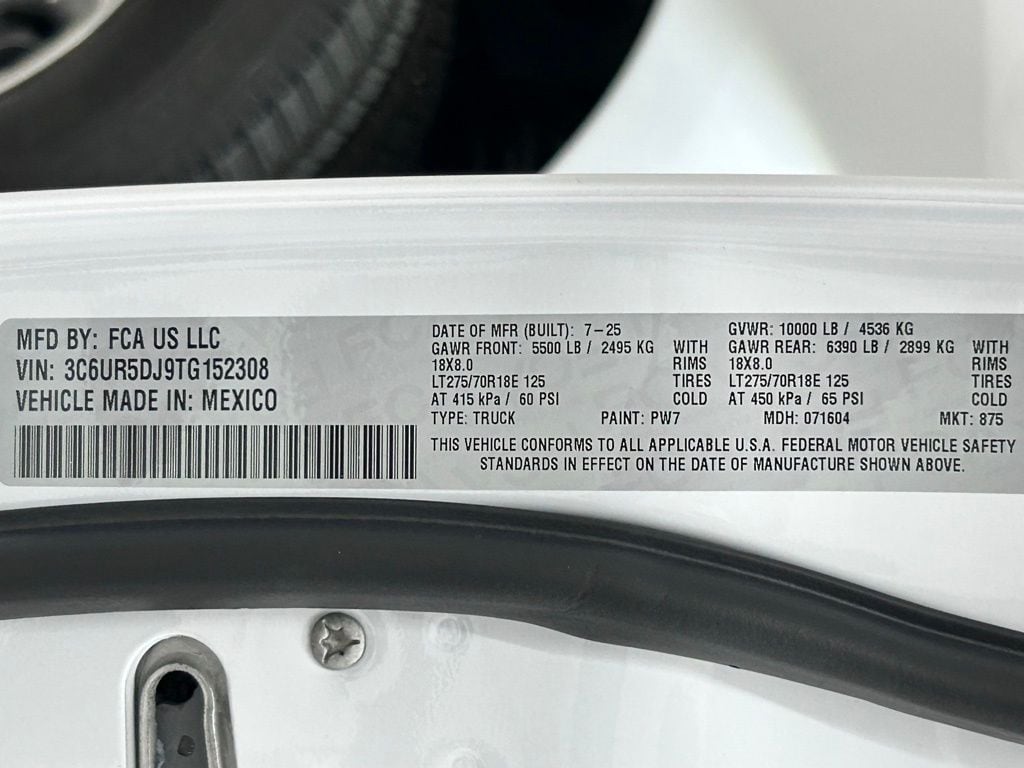 MFD BY: FCA US LLC
VIN: 3C6UR5DJ9TG152308
VEHICLE MADE IN: MEXICO
DATE OF MFR (BUILT): 7-25
GAWR FRONT: 5500 LB / 2495 KG WITH
18X8.0 RIMS
LT275/70R18E 125 TIRES
AT 415 kPa / 60 PSI COLD
TYPE: TRUCK PAINT: PW7
GVWR: 10000 LB / 4536 KG
GAWR REAR: 6390 LB / 2899 KG WITH
18X8.0 RIMS
LT275/70R18E 125 TIRES
AT 450 kPa / 65 PSI COLD
MDH: 071604 MKT: 875
THIS VEHICLE CONFORMS TO ALL APPLICABLE U.S.A. FEDERAL MOTOR VEHICLE SAFETY
STANDARDS IN EFFECT ON THE DATE OF MANUFACTURE SHOWN ABOVE.